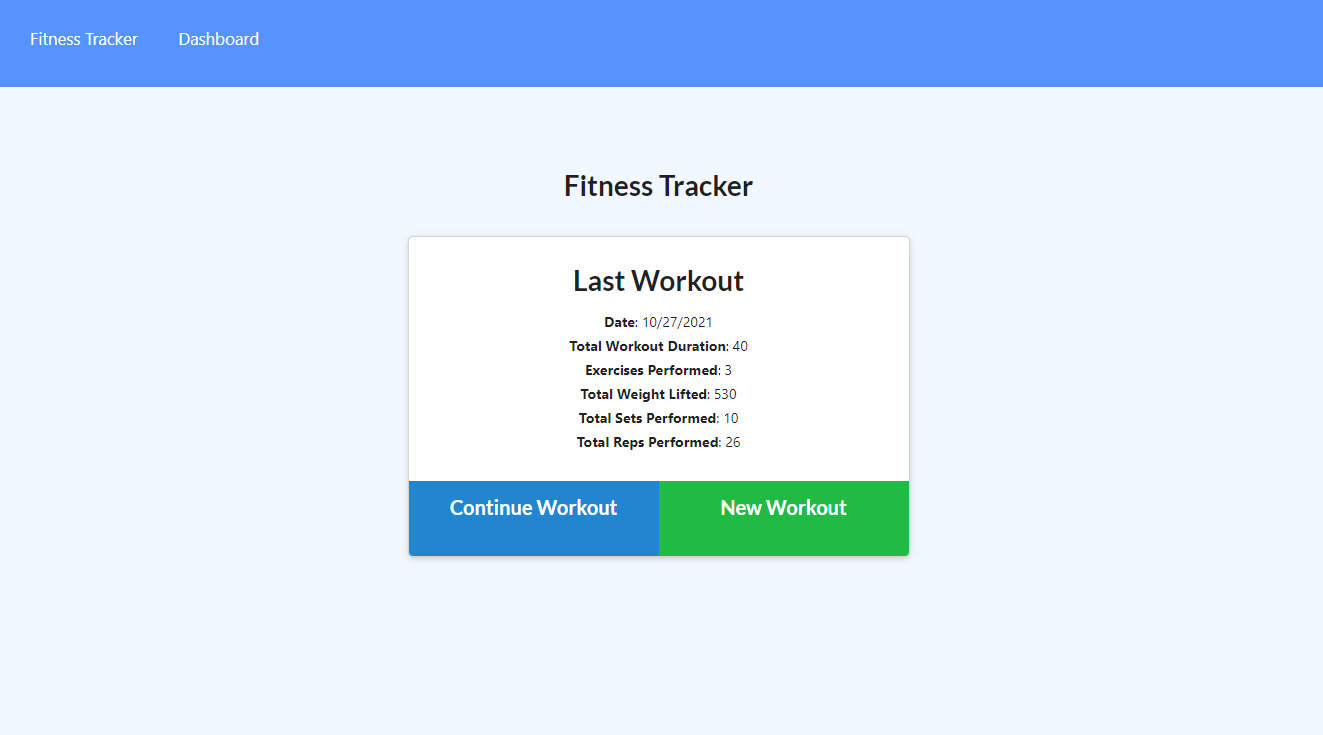 Fitness Tracker Dashboard
Fitness Tracker
Last Workout
Date: 10/27/2021
Total Workout Duration: 40
Exercises Performed: 3
Total Weight Lifted: 530
Total Sets Performed: 10
Total Reps Performed: 26
Continue Workout New Workout